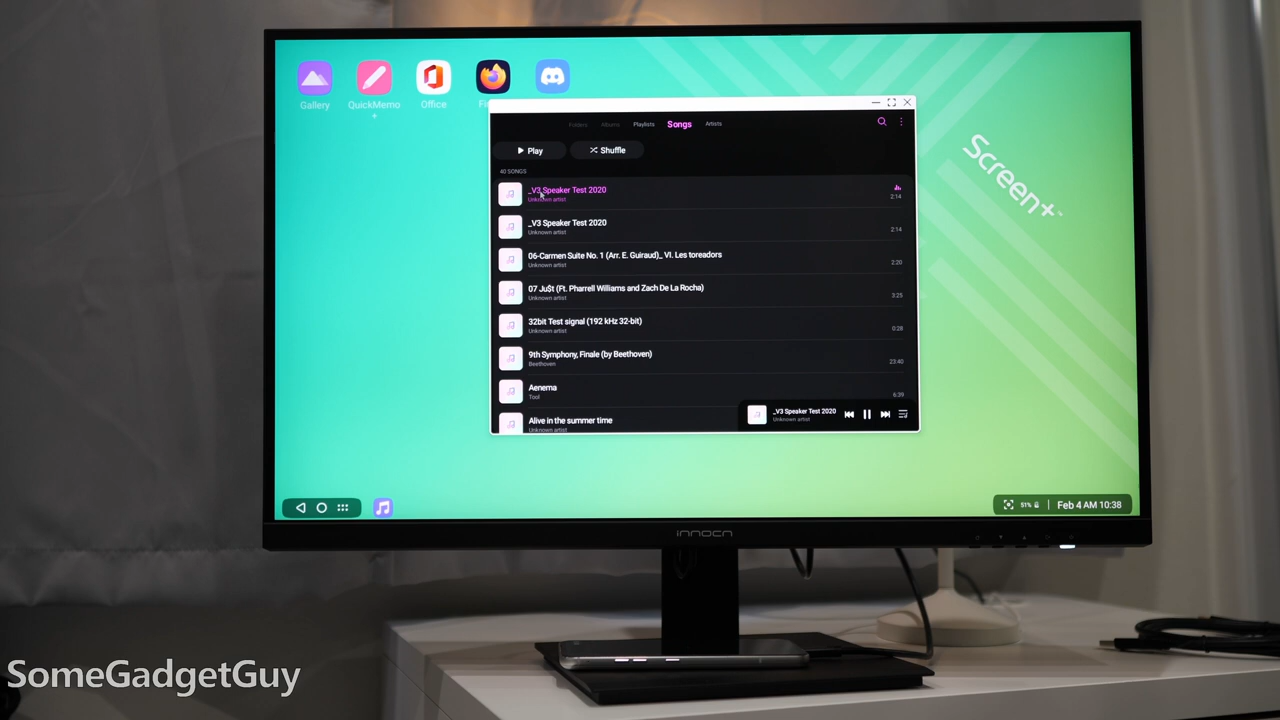 Gallery
QuickMemo
+
Office
Screen+
Folders Albums Playlists Songs Artists
Play Shuffle
40 SONGS
_V3 Speaker Test 2020
Unknown artist
2:14
_V3 Speaker Test 2020
Unknown artist
2:14
06-Carmen Suite No. 1 (Arr. E. Guiraud)_ VI. Les toreadors
Unknown artist
2:20
07 Ju$t (Ft. Pharrell Williams and Zach De La Rocha)
Unknown artist
3:25
32bit Test signal (192 kHz 32-bit)
Unknown artist
0:28
9th Symphony, Finale (by Beethoven)
Beethoven
23:40
Aenema
Tool
6:39
Alive in the summer time
Unknown artist
_V3 Speaker Test 2020
Unknown artist
51% Feb 4 AM 10:38
INNOCN
SomeGadgetGuy